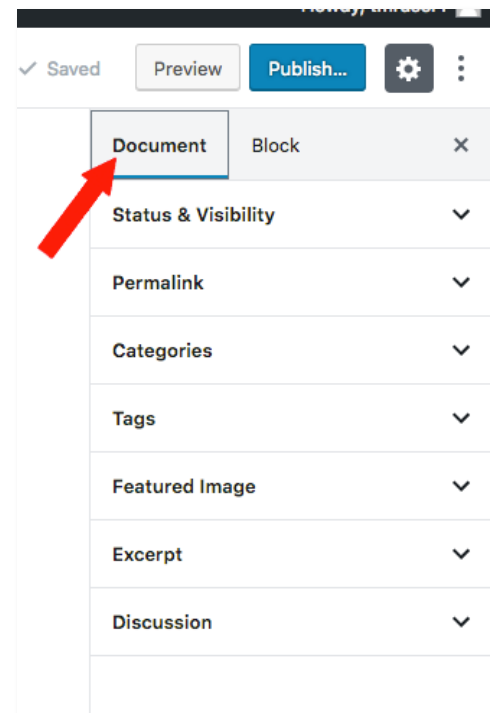 Saved Preview Publish...
Document Block
Status & Visibility
Permalink
Categories
Tags
Featured Image
Excerpt
Discussion